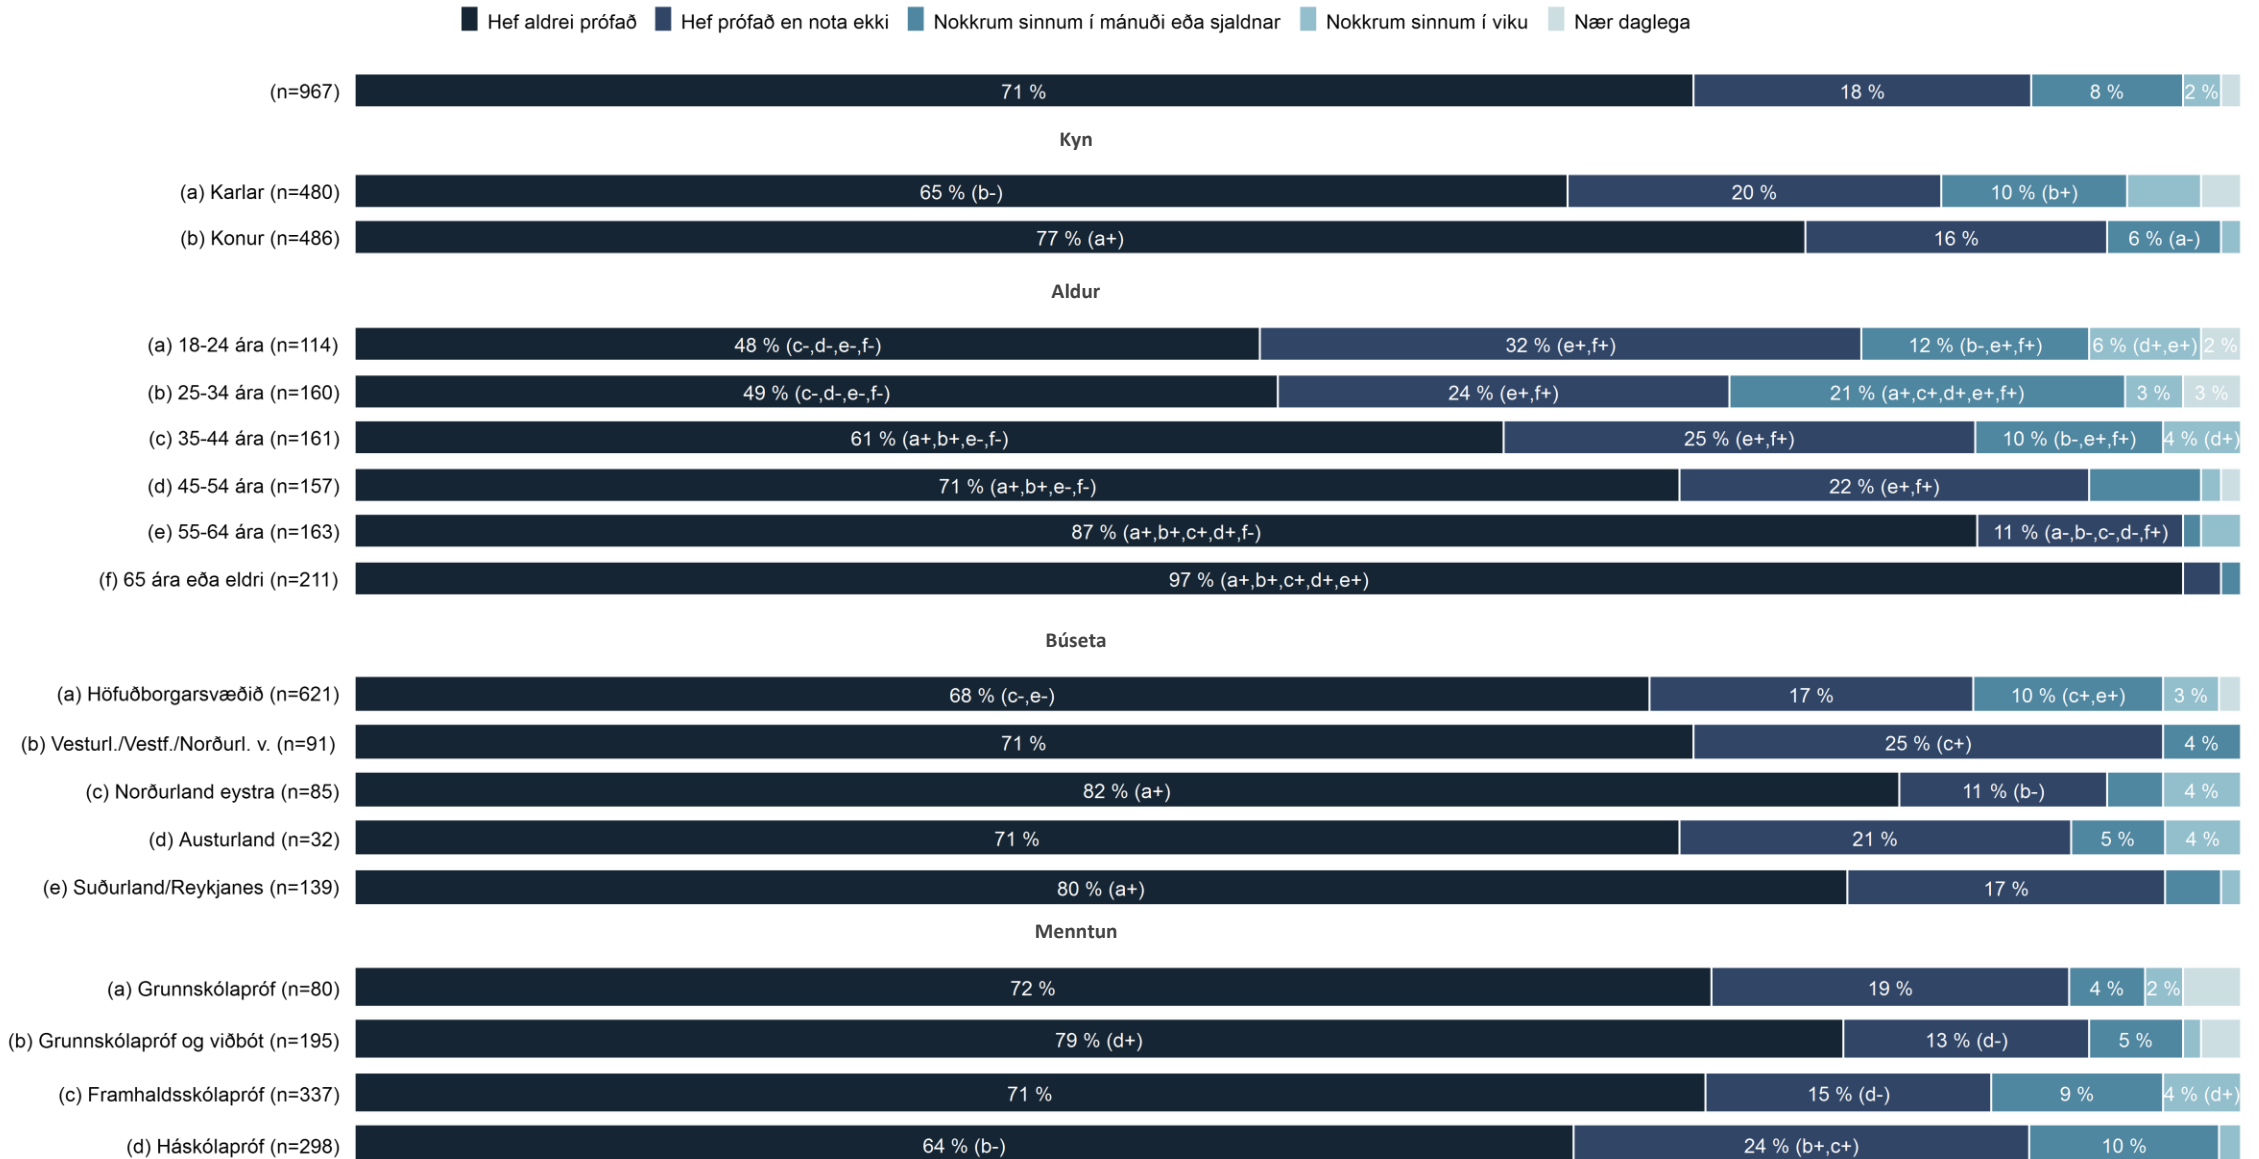 Hef aldrei prófað Hef prófað en nota ekki Nokkrum sinnum í mánuði eða sjaldnar Nokkrum sinnum í viku Nær daglega
(n=967) 71 % 18 % 8 % 2 %
Kyn
(a) Karlar (n=480) 65 % (b-) 20 % 10 % (b+)
(b) Konur (n=486) 77 % (a+) 16 % 6 % (a-)
Aldur
(a) 18-24 ára (n=114) 48 % (c-,d-,e-,f-) 32 % (e+,f+) 12 % (b-,e+,f+) 6 % (d+,e+) 2 %
(b) 25-34 ára (n=160) 49 % (c-,d-,e-,f-) 24 % (e+,f+) 21 % (a+,c+,d+,e+,f+) 3 % 3 %
(c) 35-44 ára (n=161) 61 % (a+,b+,e-,f-) 25 % (e+,f+) 10 % (b-,e+,f+) 4 % (d+)
(d) 45-54 ára (n=157) 71 % (a+,b+,e-,f-) 22 % (e+,f+)
(e) 55-64 ára (n=163) 87 % (a+,b+,c+,d+,f-) 11 % (a-,b-,c-,d-,f+)
(f) 65 ára eða eldri (n=211) 97 % (a+,b+,c+,d+,e+)
Búseta
(a) Höfuðborgarsvæðið (n=621) 68 % (c-,e-) 17 % 10 % (c+,e+) 3 %
(b) Vesturl./Vestf./Norðurl. v. (n=91) 71 % 25 % (c+) 4 %
(c) Norðurland eystra (n=85) 82 % (a+) 11 % (b-) 4 %
(d) Austurland (n=32) 71 % 21 % 5 % 4 %
(e) Suðurland/Reykjanes (n=139) 80 % (a+) 17 %
Menntun
(a) Grunnskólapróf (n=80) 72 % 19 % 4 % 2 %
(b) Grunnskólapróf og viðbót (n=195) 79 % (d+) 13 % (d-) 5 %
(c) Framhaldsskólapróf (n=337) 71 % 15 % (d-) 9 % 4 % (d+)
(d) Háskólapróf (n=298) 64 % (b-) 24 % (b+,c+) 10 %